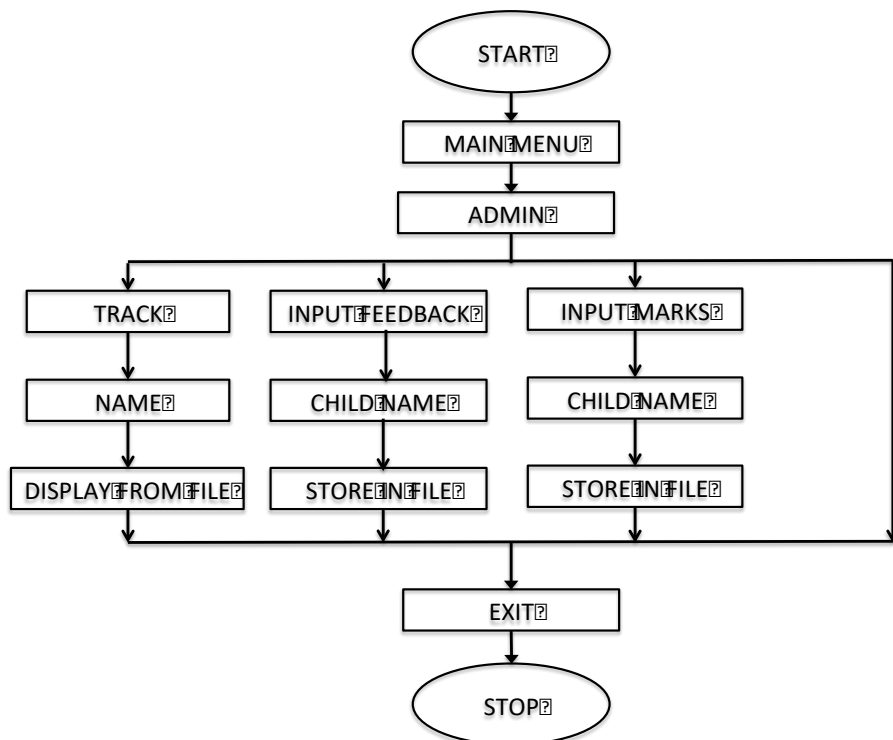 START⍰
MAIN⍰MENU⍰
ADMIN⍰
TRACK⍰
INPUT⍰FEEDBACK⍰
INPUT⍰MARKS⍰
NAME⍰
CHILD⍰NAME⍰
CHILD⍰NAME⍰
DISPLAY⍰FROM⍰FILE⍰
STORE⍰IN⍰FILE⍰
STORE⍰IN⍰FILE⍰
EXIT⍰
STOP⍰